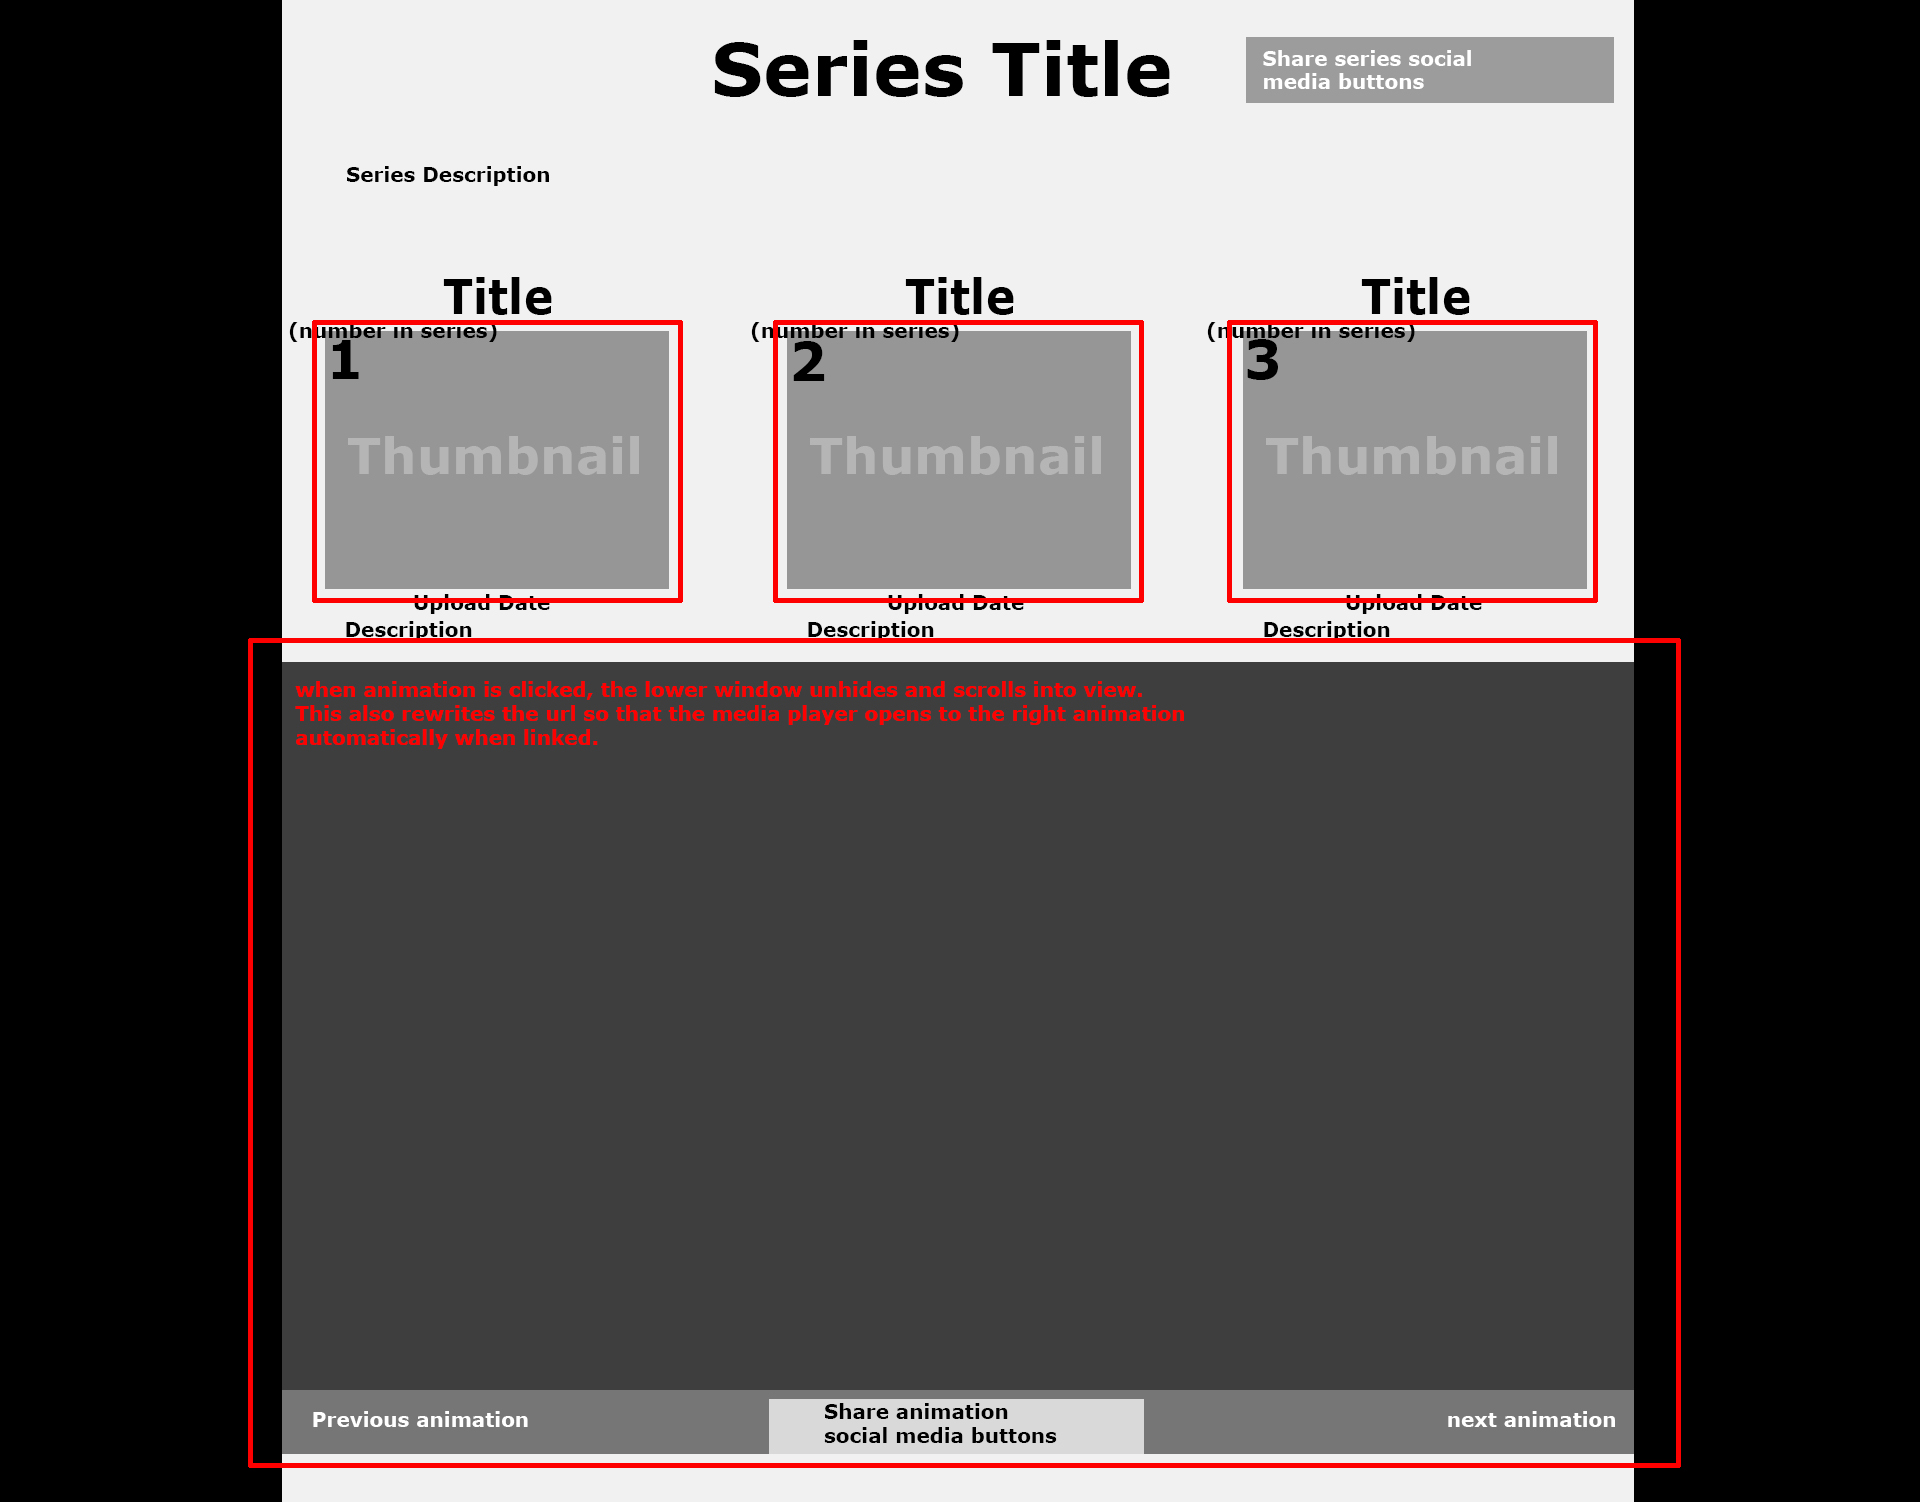 Series Title
Share series social
media buttons
Series Description
Title
Title
Title
(number in series)
(number in series)
(number in series)
1
2
3
Thumbnail
Thumbnail
Thumbnail
Upload Date
Upload Date
Upload Date
Description
Description
Description
when animation is clicked, the lower window unhides and scrolls into view.
This also rewrites the url so that the media player opens to the right animation
automatically when linked.
Previous animation
Share animation
social media buttons
next animation